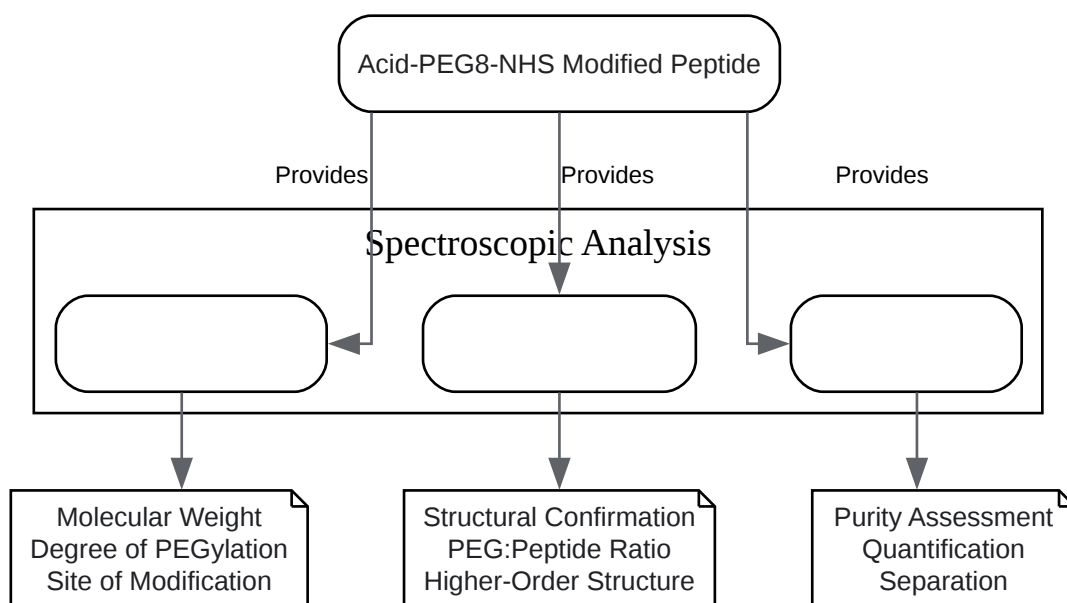 Acid-PEG8-NHS Modified Peptide
Provides
Provides
Provides
Spectroscopic Analysis
Molecular Weight
Degree of PEGylation
Site of Modification
Structural Confirmation
PEG:Peptide Ratio
Higher-Order Structure
Purity Assessment
Quantification
Separation